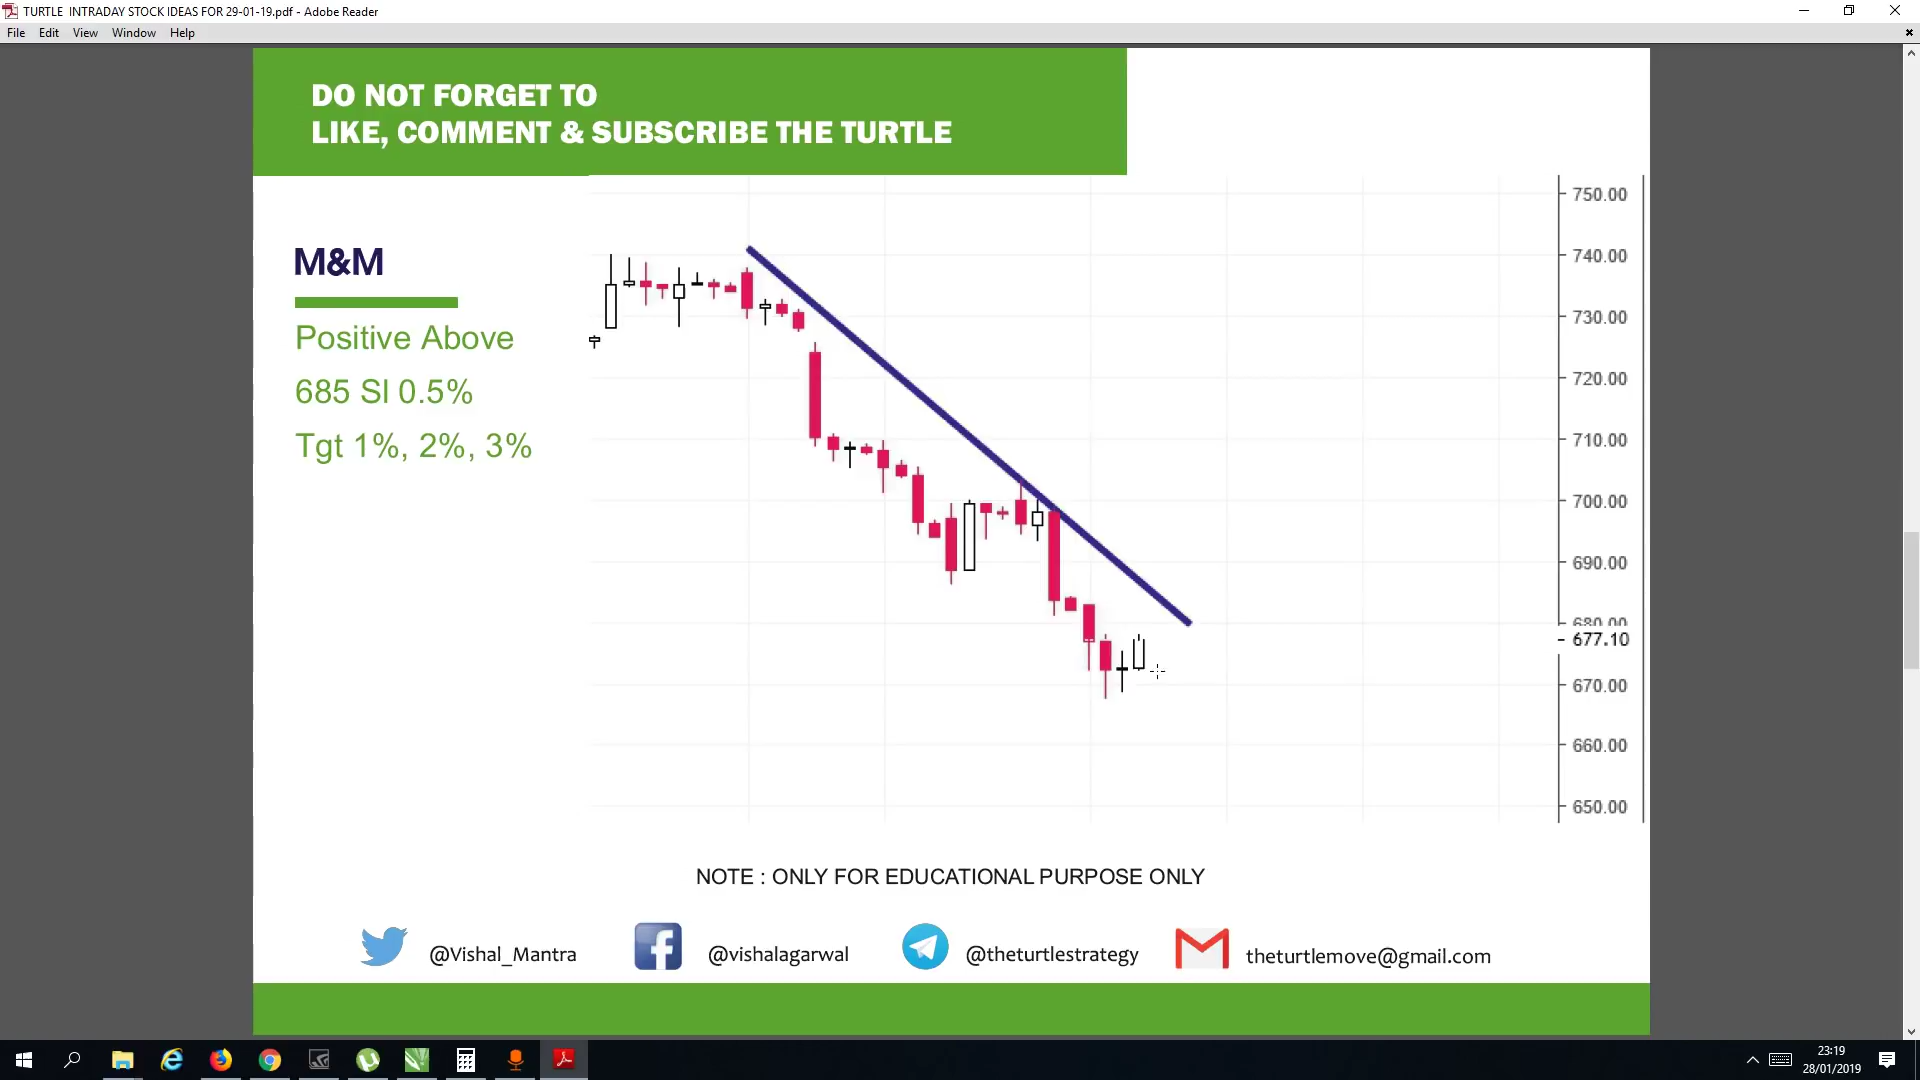 TURTLE  INTRADAY STOCK IDEAS FOR 29-01-19.pdf - Adobe Reader
File Edit View Window Help
DO NOT FORGET TO
LIKE, COMMENT & SUBSCRIBE THE TURTLE
M&M
Positive Above
685 Sl 0.5%
Tgt 1%, 2%, 3%
750.00
740.00
730.00
720.00
710.00
700.00
690.00
680.00
677.10
670.00
660.00
650.00
NOTE : ONLY FOR EDUCATIONAL PURPOSE ONLY
@Vishal_Mantra @vishalagarwal @theturtlestrategy theturtlemove@gmail.com
23:19
28/01/2019